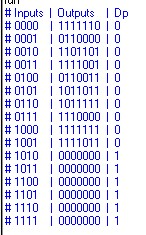 # Inputs | Outputs | Dp
# 0000 | 1111110 | 0
# 0001 | 0110000 | 0
# 0010 | 1101101 | 0
# 0011 | 1111001 | 0
# 0100 | 0110011 | 0
# 0101 | 1011011 | 0
# 0110 | 1011111 | 0
# 0111 | 1110000 | 0
# 1000 | 1111111 | 0
# 1001 | 1111011 | 0
# 1010 | 0000000 | 1
# 1011 | 0000000 | 1
# 1100 | 0000000 | 1
# 1101 | 0000000 | 1
# 1110 | 0000000 | 1
# 1111 | 0000000 | 1